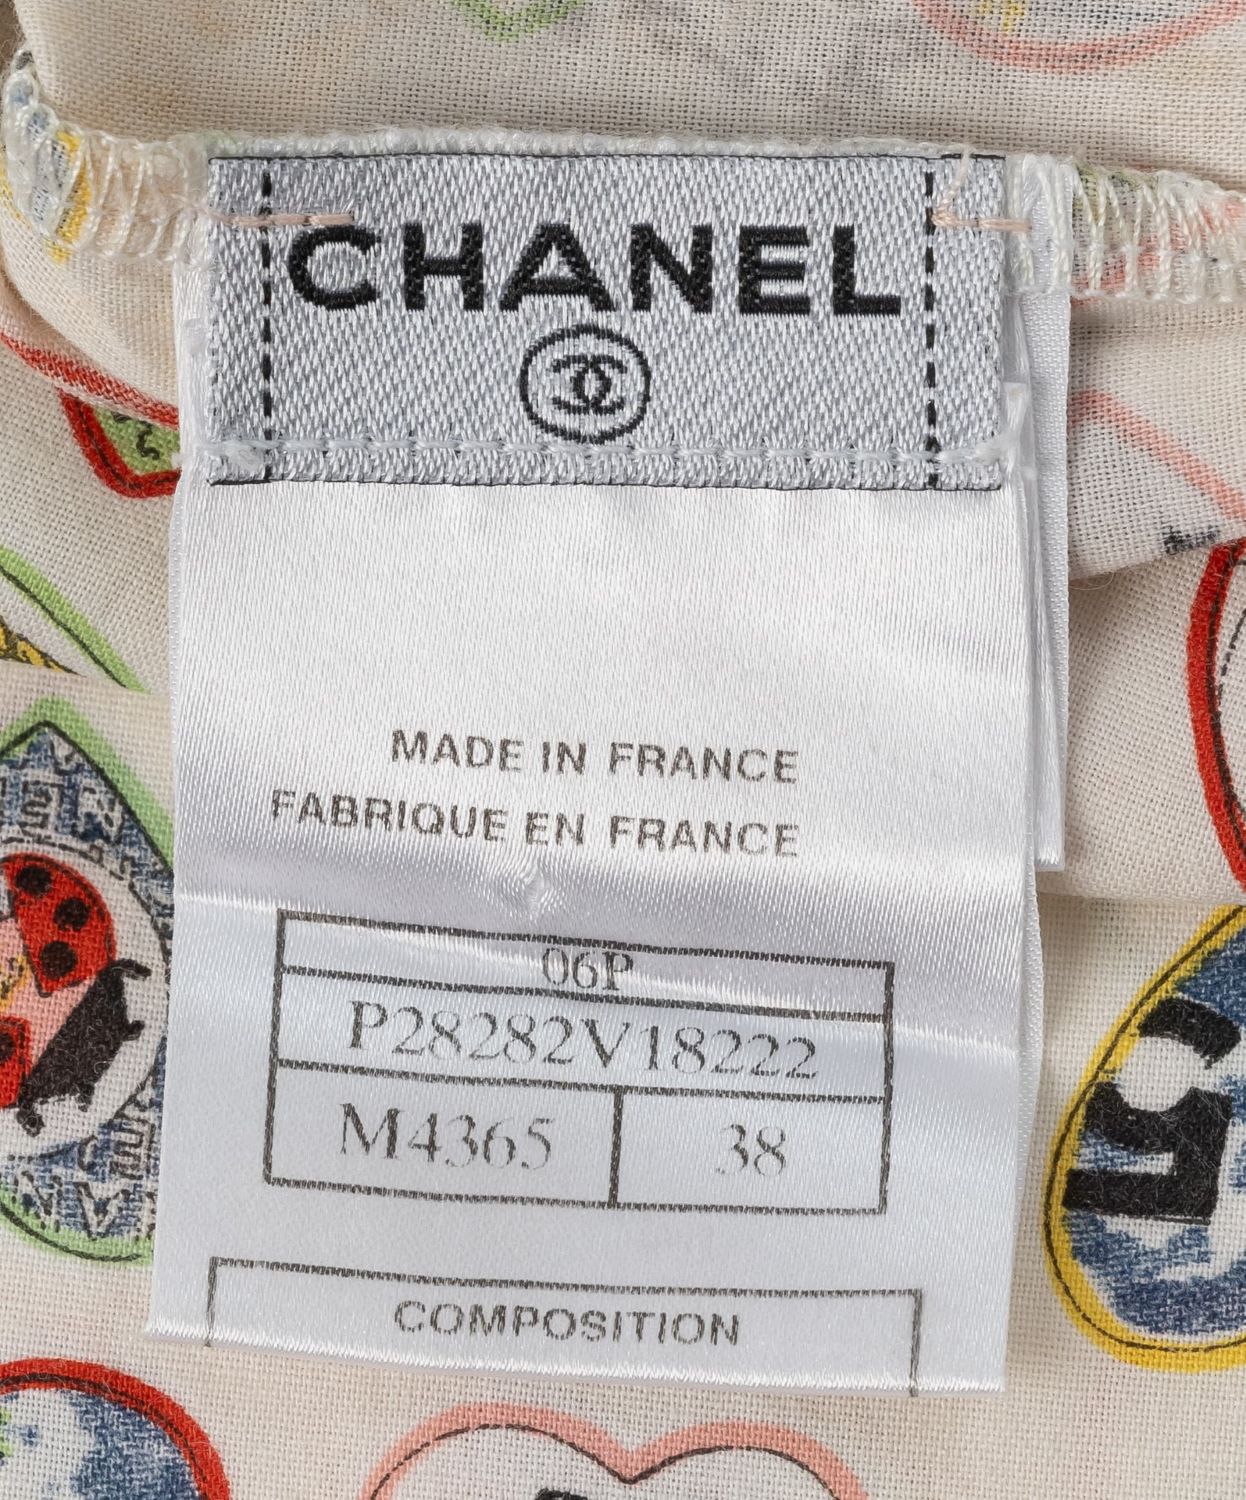 CHANEL
MADE IN FRANCE
FABRIQUE EN FRANCE
06P
P28282V18222
M4365 38
COMPOSITION